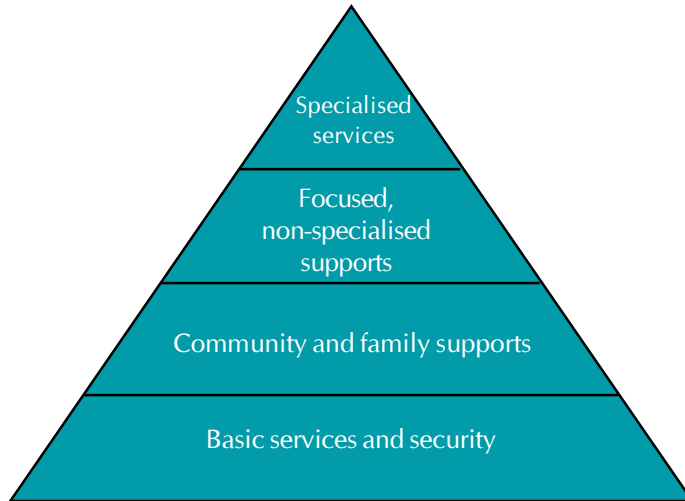 Specialised
services
Focused,
non-specialised
supports
Community and family supports
Basic services and security